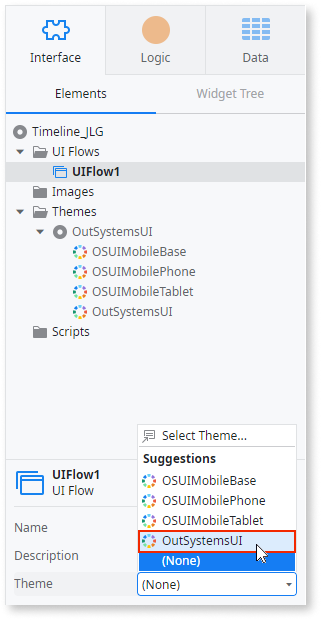 Interface Logic Data
Elements Widget Tree
Timeline_JLG
UI Flows
UIFlow1
Images
Themes
OutSystemsUI
OSUIMobileBase
OSUIMobilePhone
OSUIMobileTablet
OutSystemsUI
Scripts
Select Theme...
Suggestions
OSUIMobileBase
OSUIMobilePhone
OSUIMobileTablet
OutSystemsUI
(None)
UIFlow1
UI Flow
Name
Description
Theme (None)